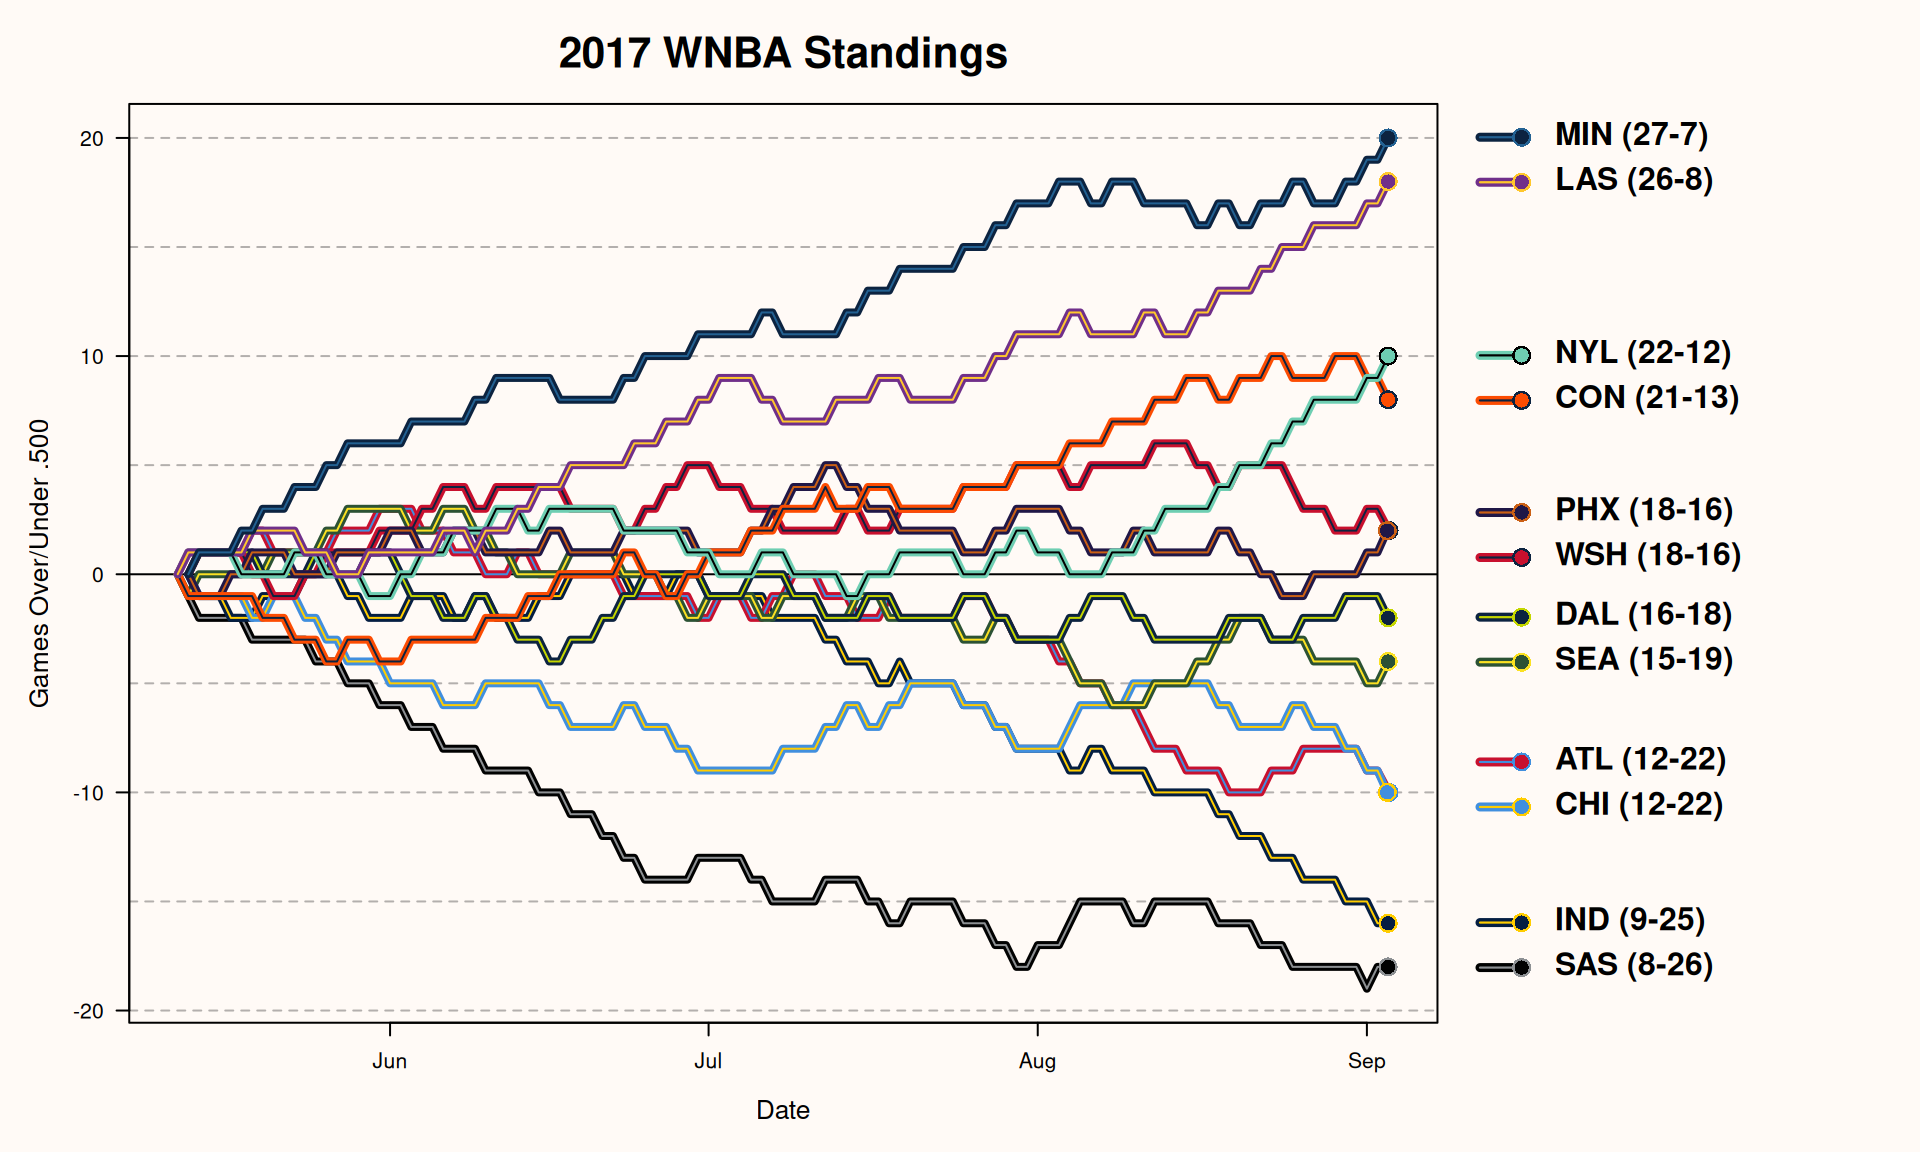 2017 WNBA Standings
20
10
0
-10
-20
Games Over/Under .500
Jun
Jul
Aug
Sep
Date
MIN (27-7)
LAS (26-8)
NYL (22-12)
CON (21-13)
PHX (18-16)
WSH (18-16)
DAL (16-18)
SEA (15-19)
ATL (12-22)
CHI (12-22)
IND (9-25)
SAS (8-26)